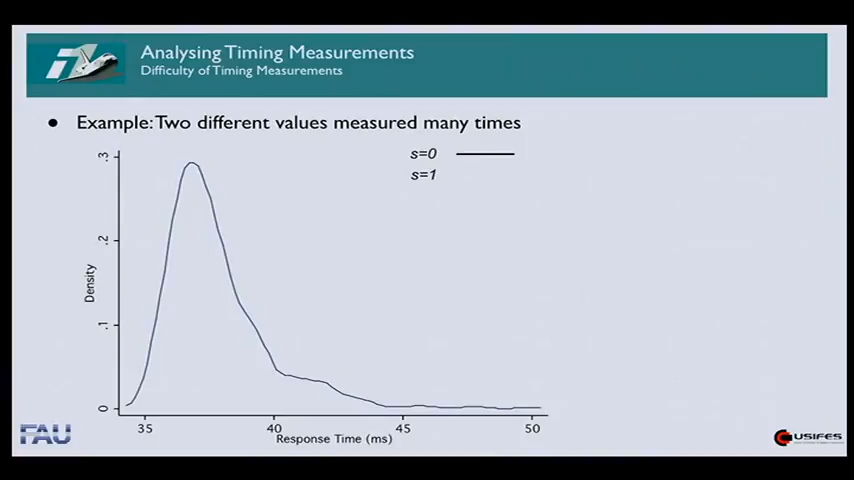 Analysing Timing Measurements
Difficulty of Timing Measurements
● Example: Two different values measured many times
s=0
s=1
.3
.2
.1
0
Density
35 40 45 50
Response Time (ms)
FAU
USIFES